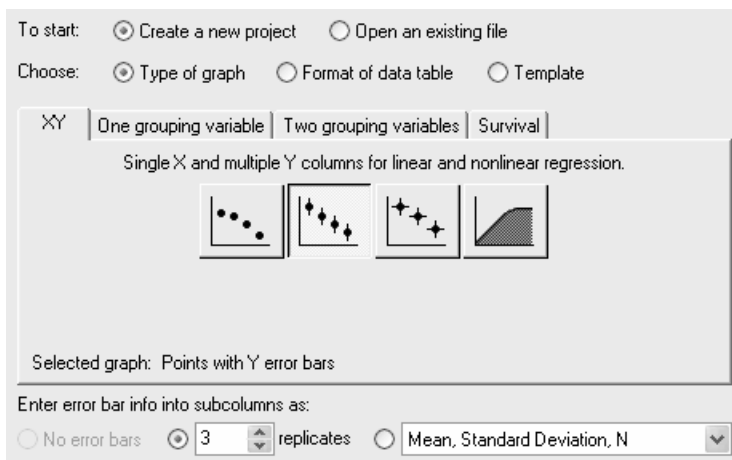 To start: Create a new project Open an existing file
Choose: Type of graph Format of data table Template
XY One grouping variable Two grouping variables Survival
Single X and multiple Y columns for linear and nonlinear regression.
Selected graph: Points with Y error bars
Enter error bar info into subcolumns as:
No error bars 3 replicates Mean, Standard Deviation, N